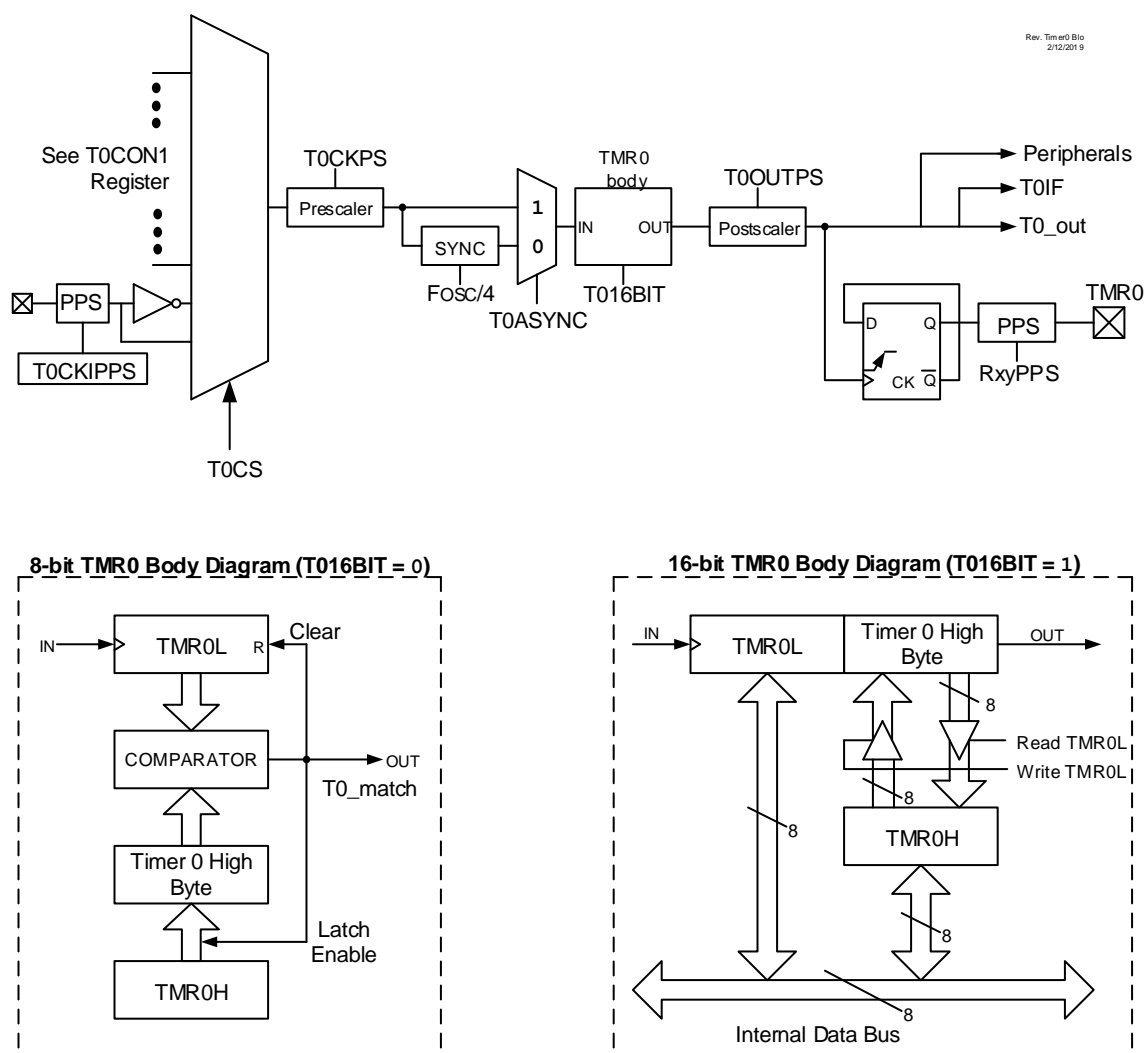 Rev. Timer0 Blo
2/12/2019
See T0CON1
Register
T0CKPS
Prescaler
SYNC
FOSC/4
1
0
T0ASYNC
TMR0
body
IN
OUT
T016BIT
T0OUTPS
Postscaler
Peripherals
T0IF
T0_out
PPS
T0CKIPPS
T0CS
D
Q
CK
Q
PPS
RxyPPS
TMR0
8-bit TMR0 Body Diagram (T016BIT = 0)
IN
TMR0L
R
Clear
COMPARATOR
OUT
T0_match
Timer 0 High
Byte
Latch
Enable
TMR0H
16-bit TMR0 Body Diagram (T016BIT = 1)
IN
TMR0L
Timer 0 High
Byte
OUT
8
Read TMR0L
Write TMR0L
8
8
TMR0H
8
8
Internal Data Bus